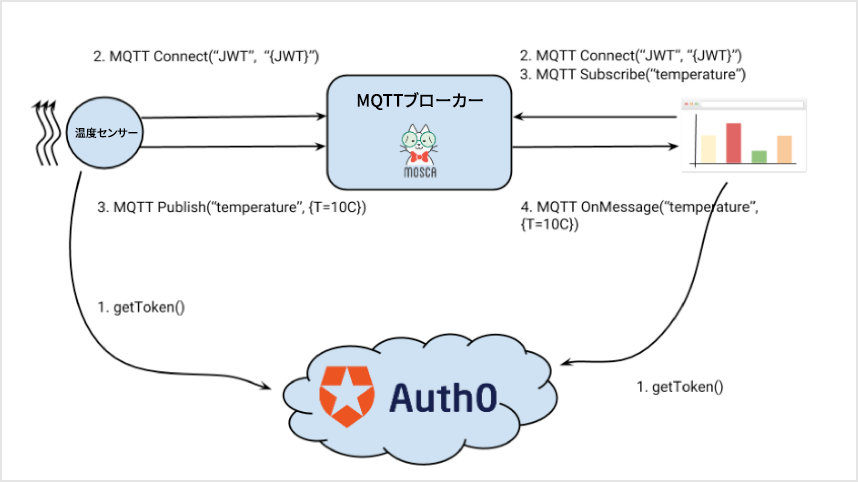 2. MQTT Connect(“JWT”, “{JWT}”)
2. MQTT Connect(“JWT”, “{JWT}”)
3. MQTT Subscribe(“temperature”)
MQTTブローカー
温度センサー
MOSCA
3. MQTT Publish(“temperature”, {T=10C})
4. MQTT OnMessage(“temperature”,
{T=10C})
1. getToken()
1. getToken()
Auth0